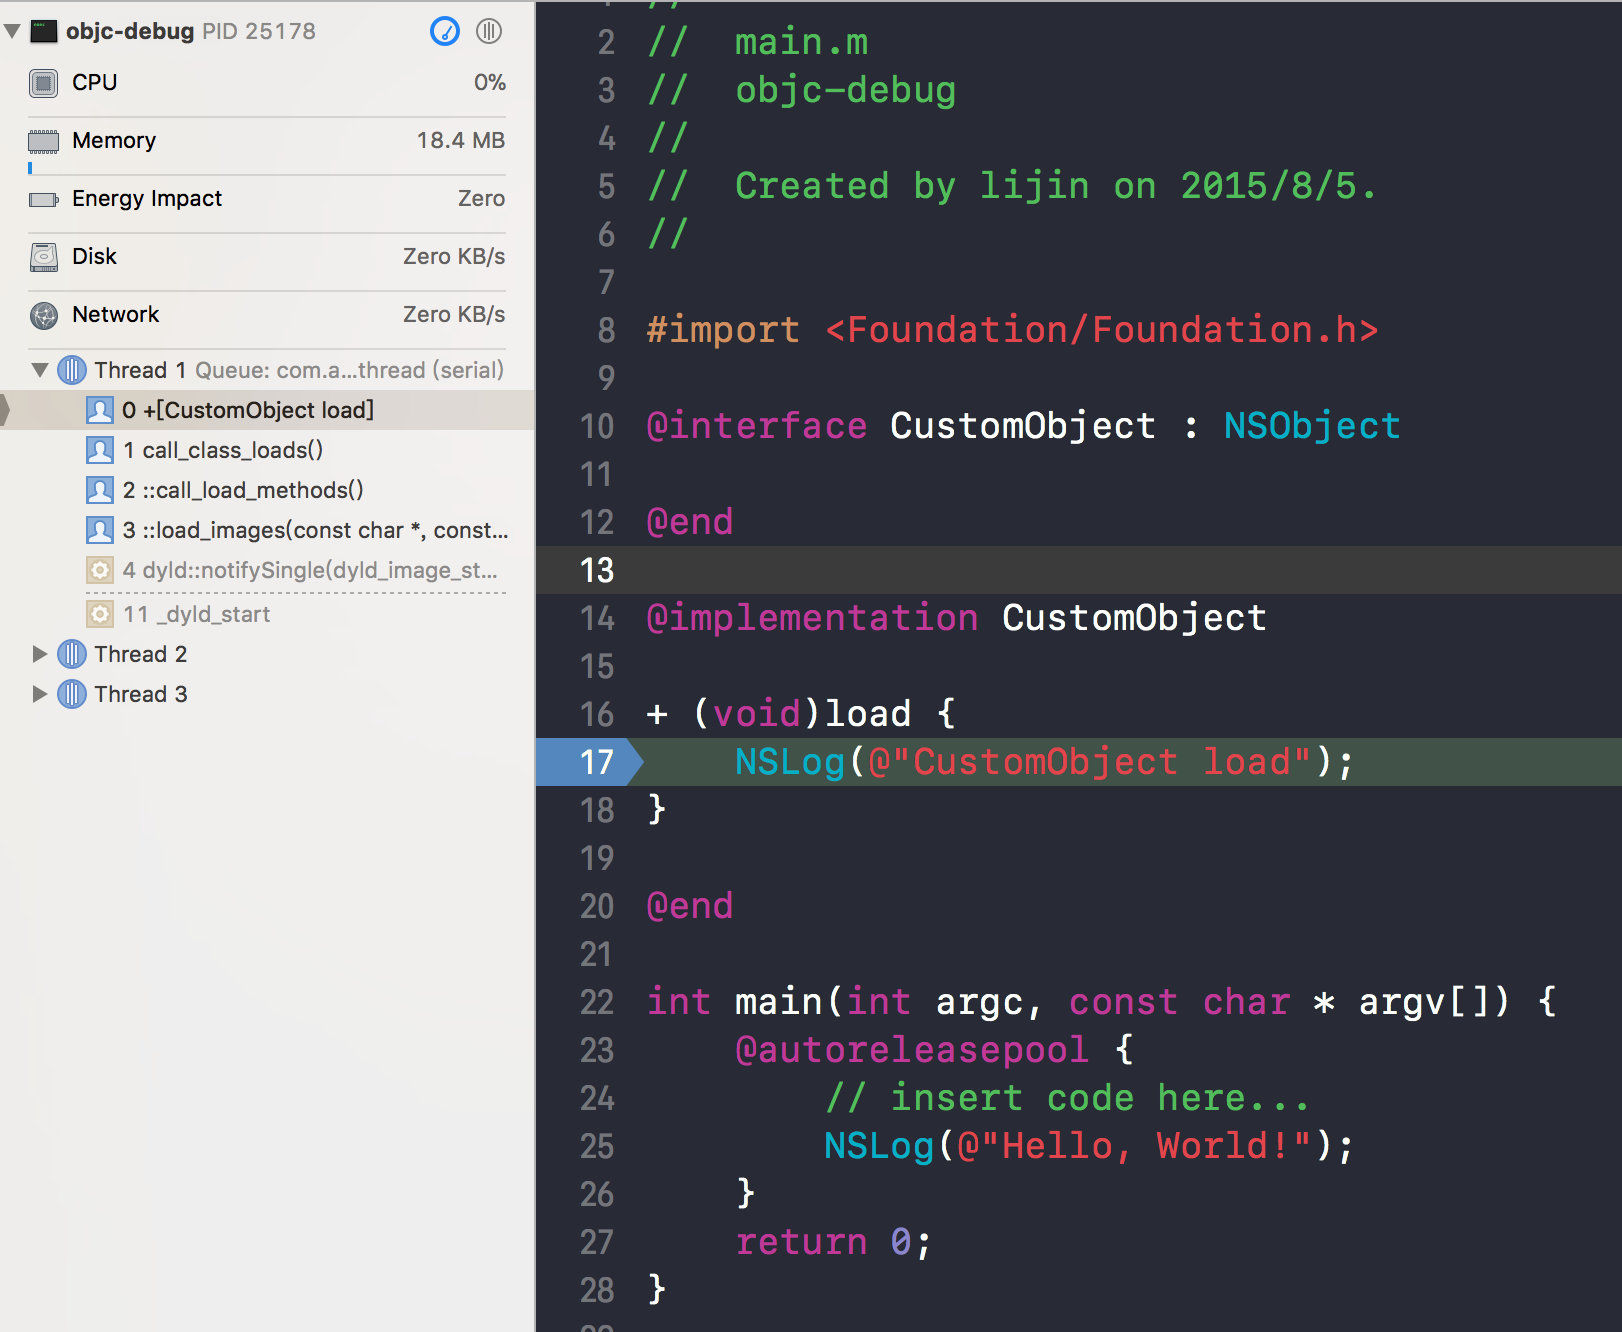 objc-debug PID 25178
CPU 0%
Memory 18.4 MB
Energy Impact Zero
Disk Zero KB/s
Network Zero KB/s
Thread 1 Queue: com.a...thread (serial)
0 +[CustomObject load]
1 call_class_loads()
2 ::call_load_methods()
3 ::load_images(const char *, const...
4 dyld::notifySingle(dyld_image_st...
11 _dyld_start
Thread 2
Thread 3
//
2 //  main.m
3 //  objc-debug
4 //
5 //  Created by lijin on 2015/8/5.
6 //
7
8 #import <Foundation/Foundation.h>
9
10 @interface CustomObject : NSObject
11
12 @end
13
14 @implementation CustomObject
15
16 + (void)load {
17     NSLog(@"CustomObject load");
18 }
19
20 @end
21
22 int main(int argc, const char * argv[]) {
23     @autoreleasepool {
24         // insert code here...
25         NSLog(@"Hello, World!");
26     }
27     return 0;
28 }